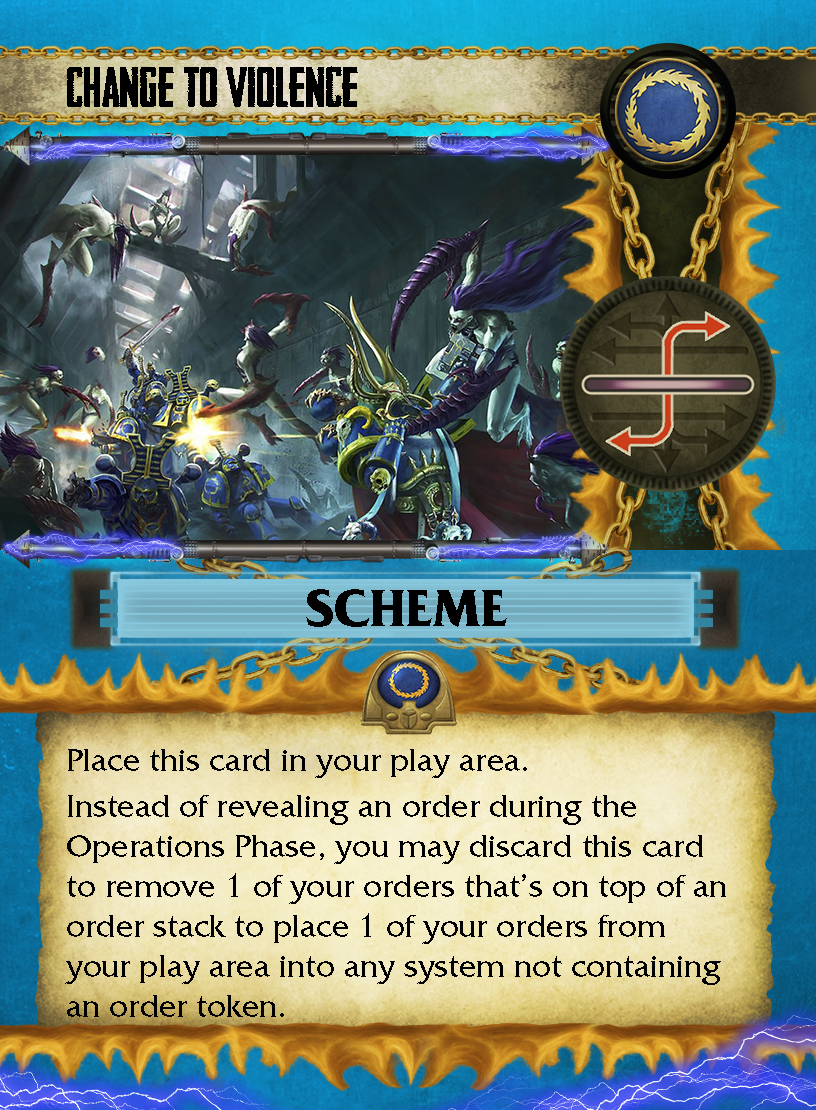 CHANGE TO VIOLENCE
SCHEME
Place this card in your play area.
Instead of revealing an order during the
Operations Phase, you may discard this card
to remove 1 of your orders that's on top of an
order stack to place 1 of your orders from
your play area into any system not containing
an order token.